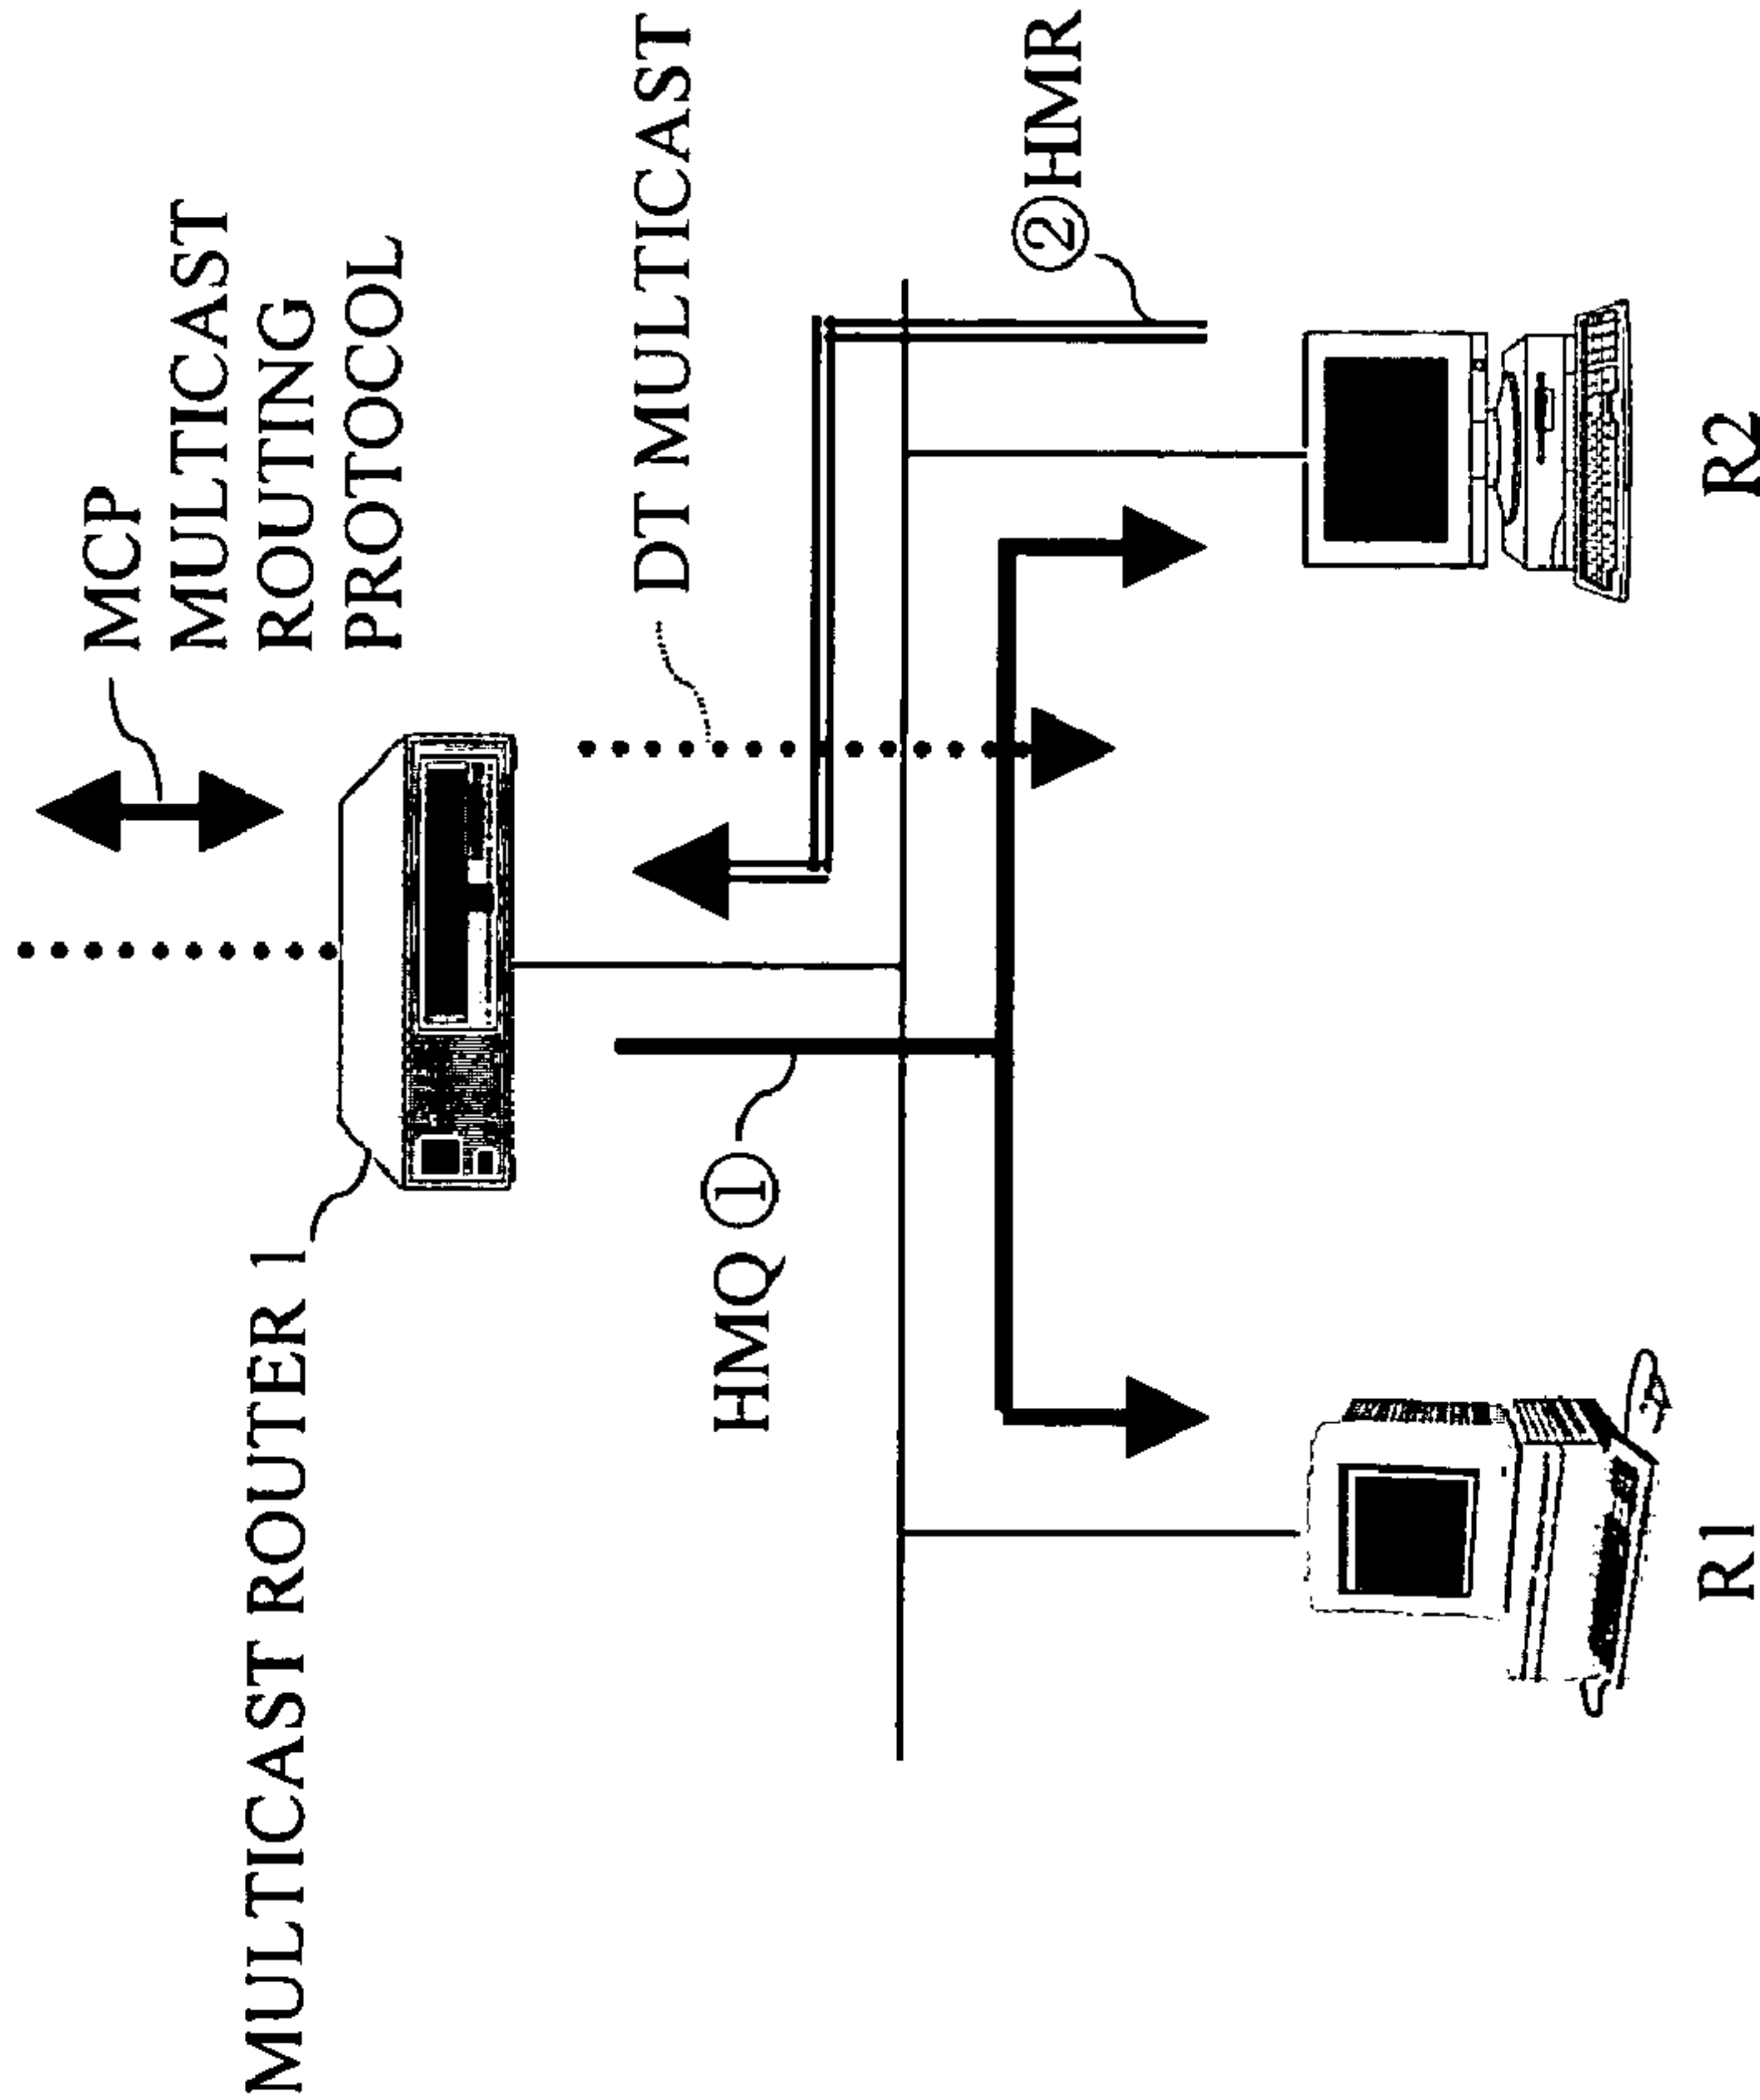 MCP
MULTICAST
ROUTING
PROTOCOL
MULTICAST ROUTER 1
DT MULTICAST
HMQ ①
②HMR
R1
R2